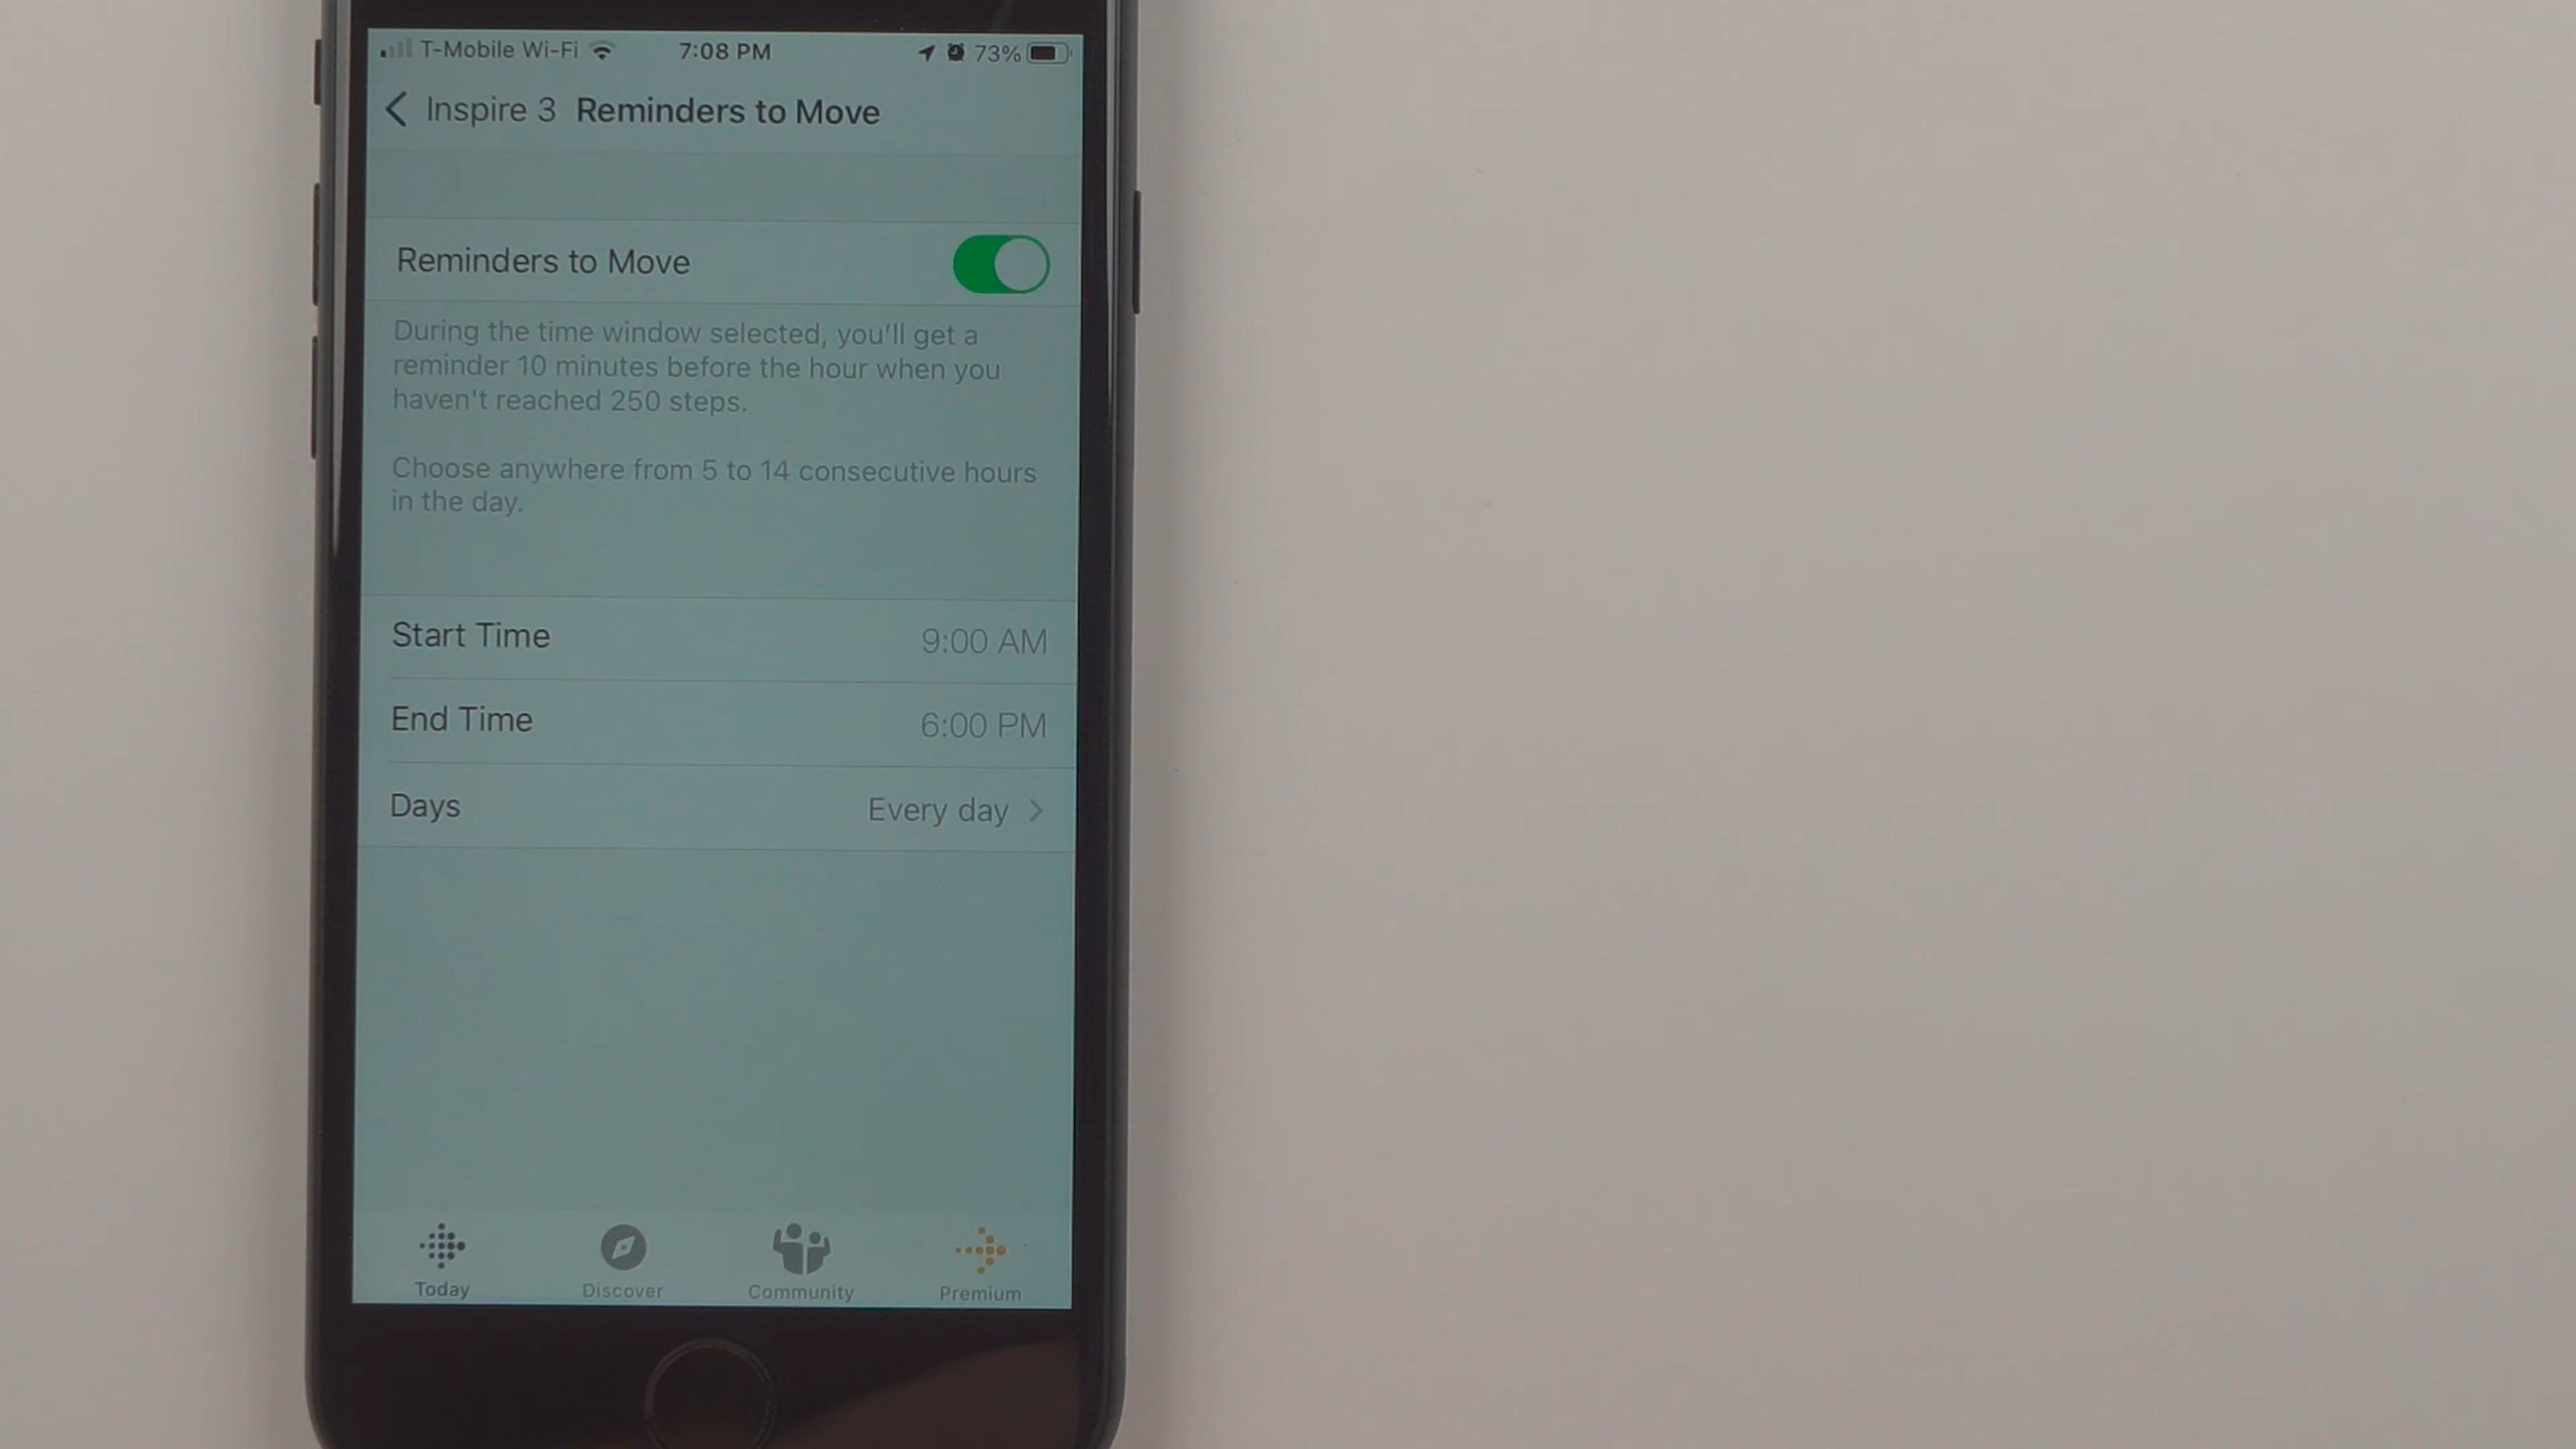 T-Mobile Wi-Fi 7:08 PM 73%
Inspire 3 Reminders to Move
Reminders to Move
During the time window selected, you'll get a
reminder 10 minutes before the hour when you
haven't reached 250 steps.
Choose anywhere from 5 to 14 consecutive hours
in the day.
Start Time 9:00 AM
End Time 6:00 PM
Days Every day
Today Discover Community Premium